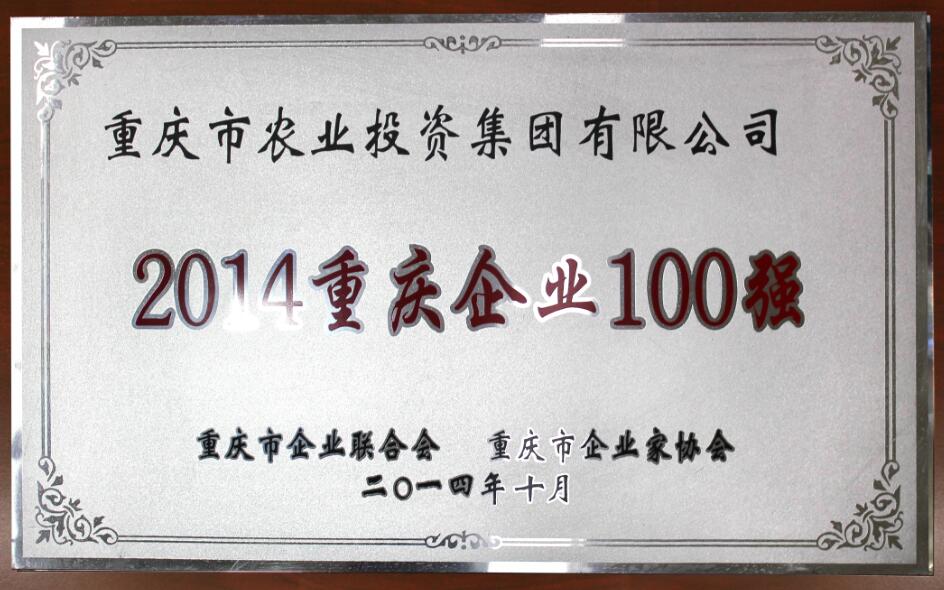 重庆市农业投资集团有限公司
2014重庆企业100强
重庆市企业联合会 重庆市企业家协会
二〇一四年十月